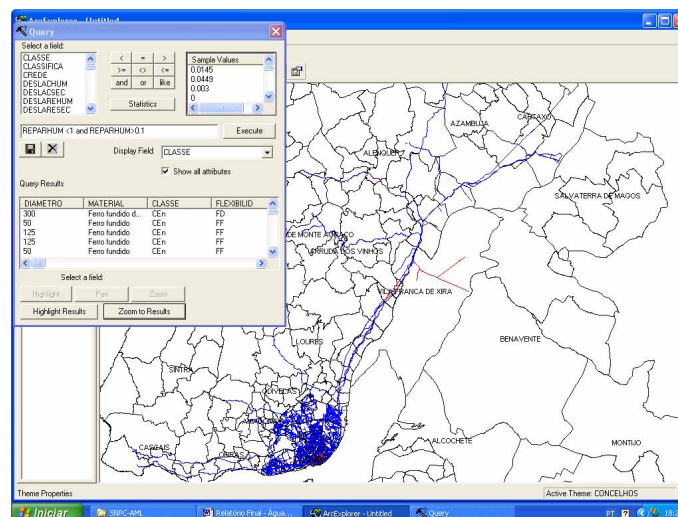 ArcExplorer - Untitled
Query
Select a field:
CLASSE
CLASSIFICA
CREDE
DESLACHUM
DESLACSEC
DESLAREHUM
DESLARESEC
< = >
>= <> <=
and or like
Statistics
Sample Values
0.0145
0.0449
0.003
0
REPARHUM <1 and REPARHUM>0.1
Execute
Display Field: CLASSE
Show all attributes
Query Results
DIAMETRO MATERIAL CLASSE FLEXIBILID
300 Ferro fundido d... CEn FD
50 Ferro fundido CEn FF
125 Ferro fundido CEn FF
125 Ferro fundido CEn FF
50 Ferro fundido CEn FF
Select a field:
Highlight Pan Zoom
Highlight Results Zoom to Results
CARTAXO
AZAMBUJA
ALENQUER
SALVATERRA DE MAGOS
DE MONTE AGRAÇO
ARRUDA DOS VINHOS
VILA FRANCA DE XIRA
BENAVENTE
LOURES
SINTRA
ODIVELAS
AMADORA
CASCAIS
OEIRAS
ALCOCHETE
MONTIJO
Theme Properties
Active Theme: CONCELHOS
Iniciar
SNPC-AML
Relatório Final - Água...
ArcExplorer - Untitled
Query
PT